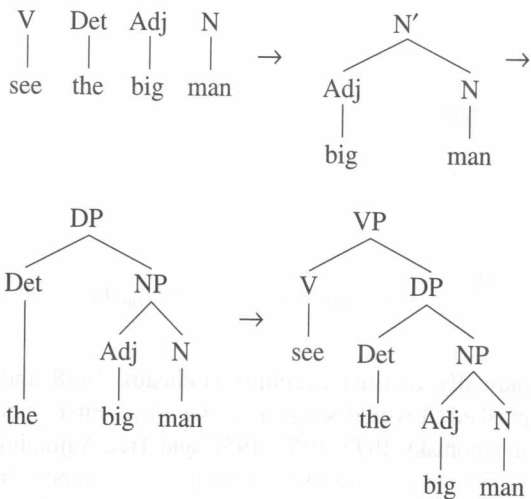 V Det Adj N
see the big man
→
N′
Adj N
big man
→
DP
Det NP
Adj N
the big man
→
VP
V DP
see Det NP
the Adj N
big man